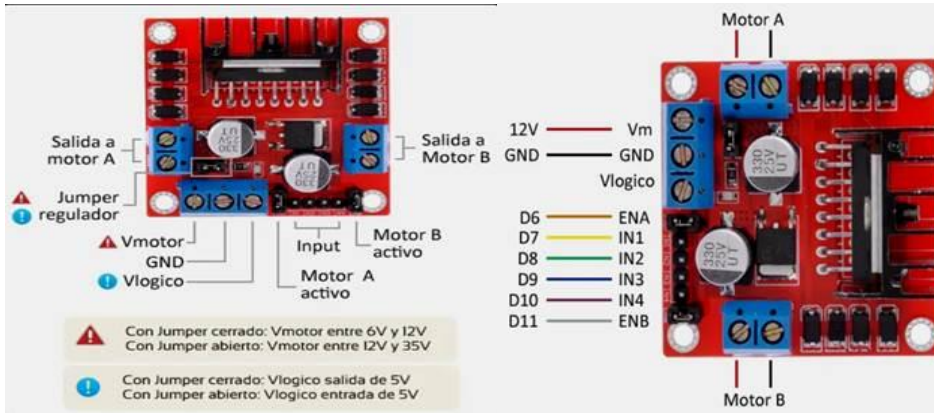 Salida a
motor A
Jumper
regulador
Vmotor
GND
Vlogico
Input
Motor A
activo
Motor B
activo
Salida a
Motor B
Con Jumper cerrado: Vmotor entre 6V y 12V
Con Jumper abierto: Vmotor entre 12V y 35V
Con Jumper cerrado: Vlogico salida de 5V
Con Jumper abierto: Vlogico entrada de 5V
Motor A
12V Vm
GND GND
Vlogico
D6 ENA
D7 IN1
D8 IN2
D9 IN3
D10 IN4
D11 ENB
330
25V
UT
330
25V
UT
Motor B